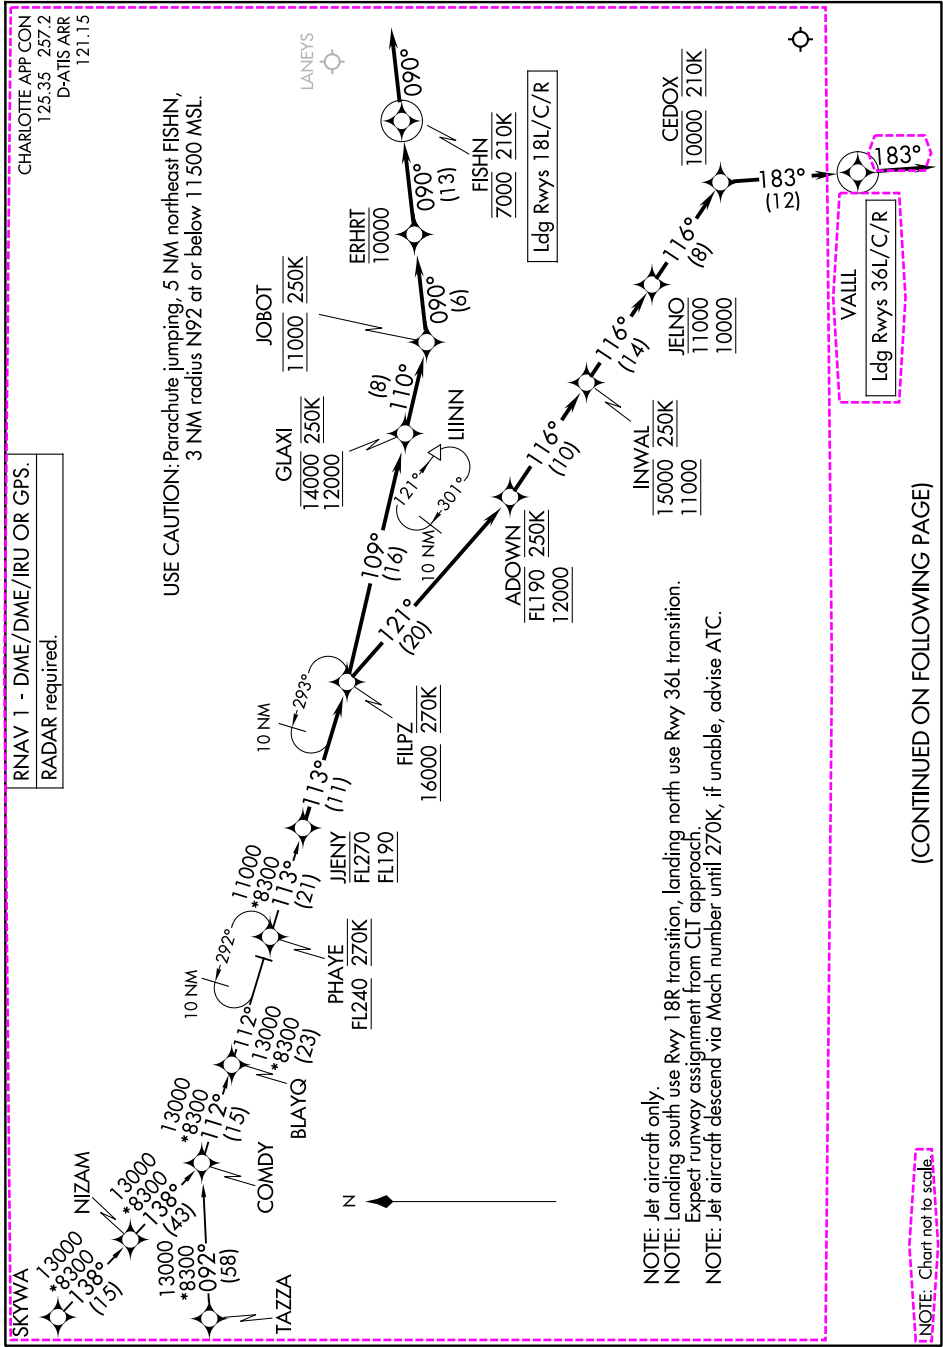 RNAV 1 - DME/DME/IRU OR GPS.
RADAR required.
CHARLOTTE APP CON
125.35 257.2
D-ATIS ARR
121.15
USE CAUTION: Parachute jumping, 5 NM northeast FISHN,
3 NM radius N92 at or below 11500 MSL.
LANEYS
SKYWA
13000
*8300
138°
(15)
NIZAM
13000
*8300
138°
(43)
TAZZA
13000
*8300
092°
(58)
COMDY
13000
*8300
112°
(15)
BLAYQ
112°
13000
*8300
(23)
10 NM
292°
PHAYE
FL240 270K
11000
*8300
113°
(21)
JJENY
FL270
FL190
113°
(11)
10 NM
293°
FILPZ
16000 270K
109°
(16)
GLAXI
14000 250K
12000
110°
(8)
JOBOT
11000 250K
090°
(6)
ERHRT
10000
090°
(13)
FISHN
7000 210K
090°
Ldg Rwys 18L/C/R
LIINN
121°
301°
10 NM
121°
(20)
ADOWN
FL190 250K
12000
116°
(10)
INWAL
15000 250K
11000
116°
(14)
JELNO
11000
10000
116°
(8)
CEDOX
10000 210K
183°
(12)
VALLL
183°
Ldg Rwys 36L/C/R
N
NOTE: Jet aircraft only.
NOTE: Landing south use Rwy 18R transition, landing north use Rwy 36L transition.
Expect runway assignment from CLT approach.
NOTE: Jet aircraft descend via Mach number until 270K, if unable, advise ATC.
(CONTINUED ON FOLLOWING PAGE)
NOTE: Chart not to scale.